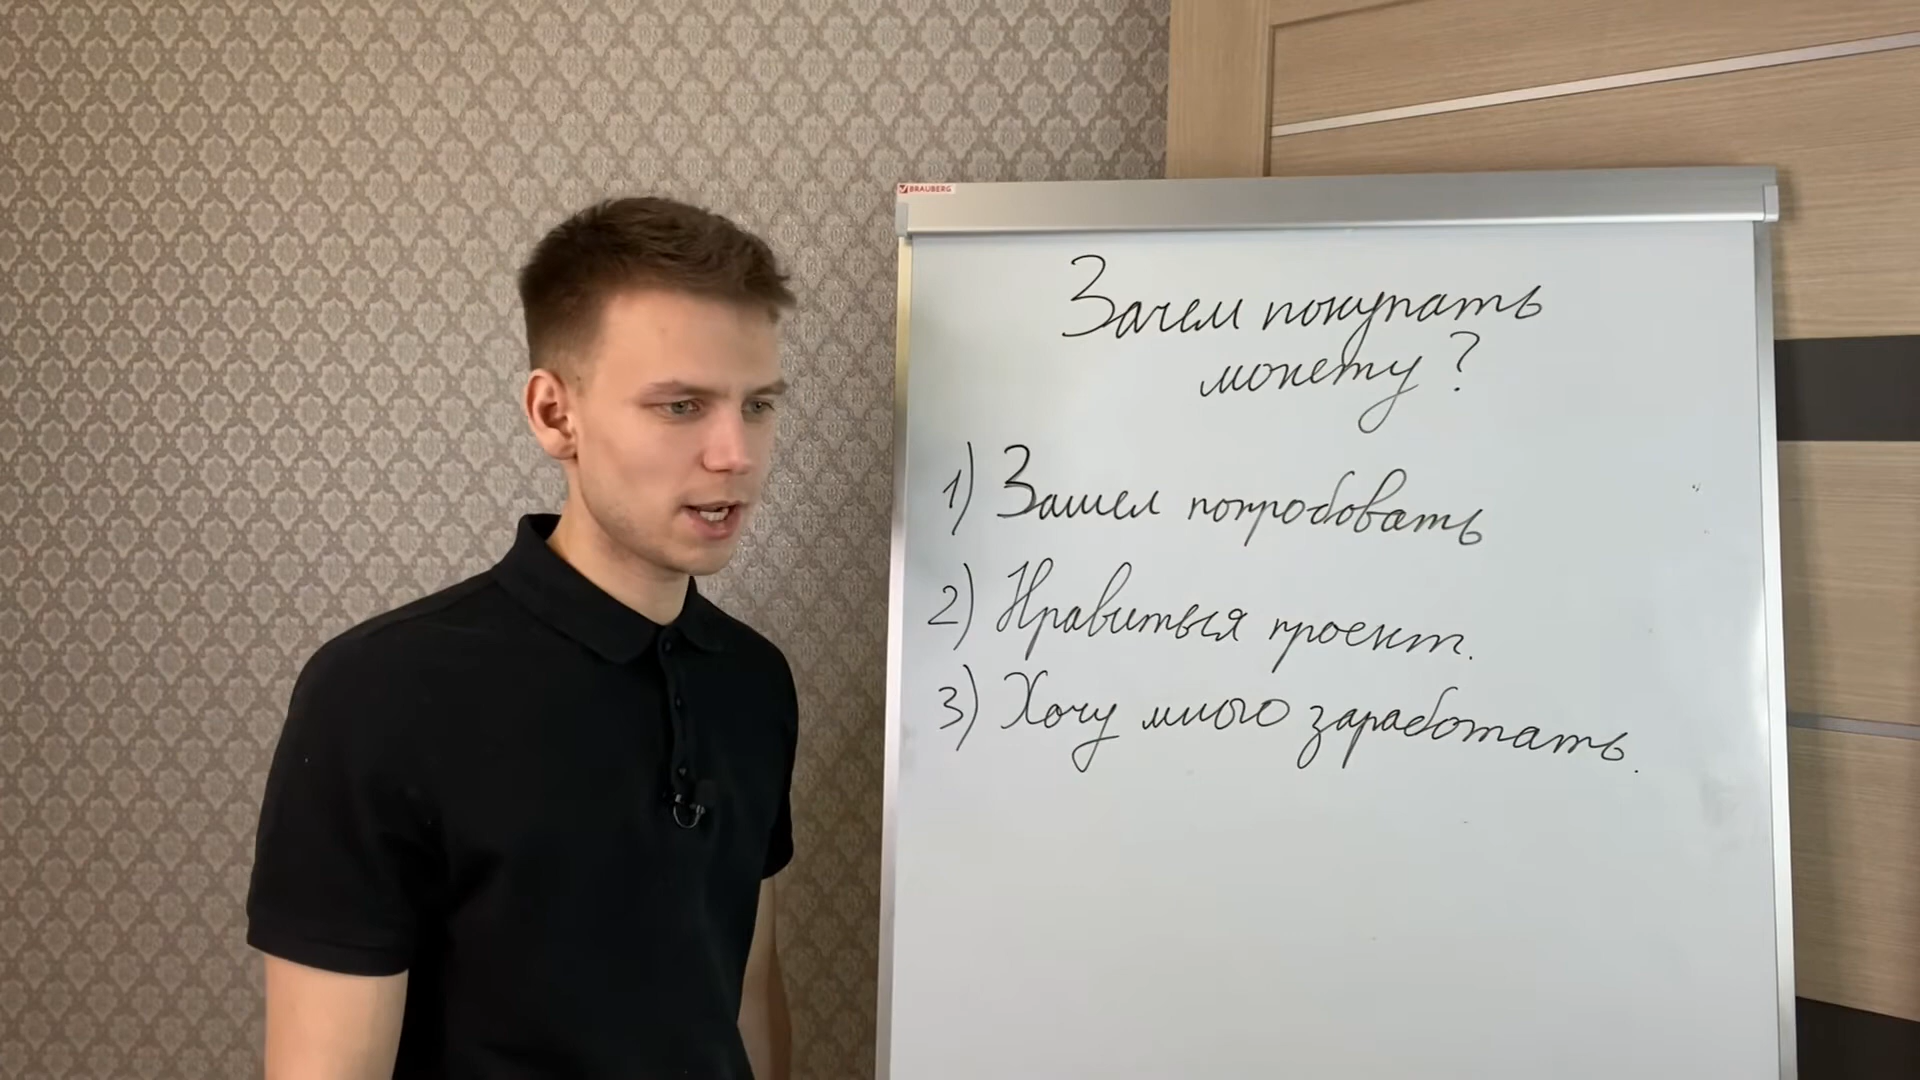 BRAUBERG
Зачем покупать
монету?
1) Зашел попробовать
2) Нравиться проект.
3) Хочу много заработать.